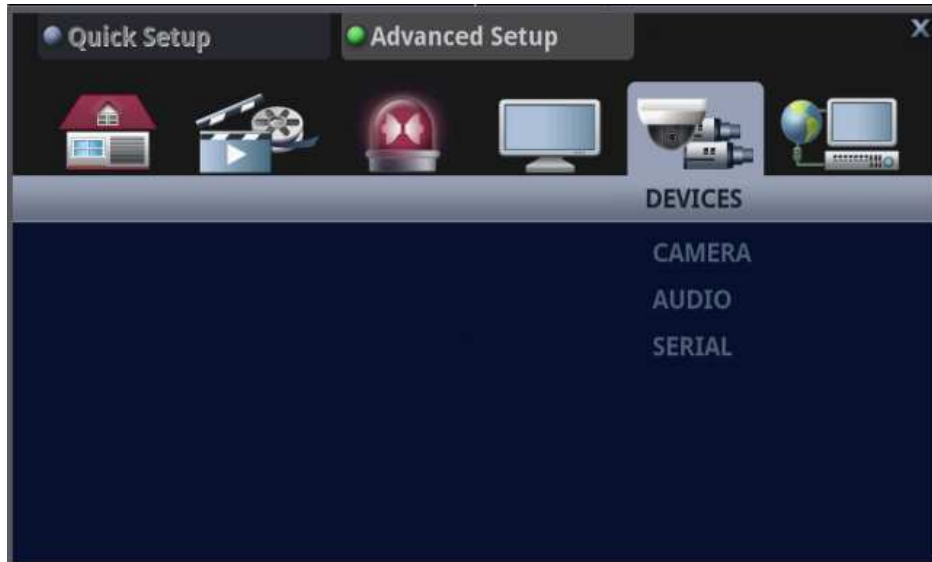 Quick Setup
Advanced Setup
X
DEVICES
CAMERA
AUDIO
SERIAL